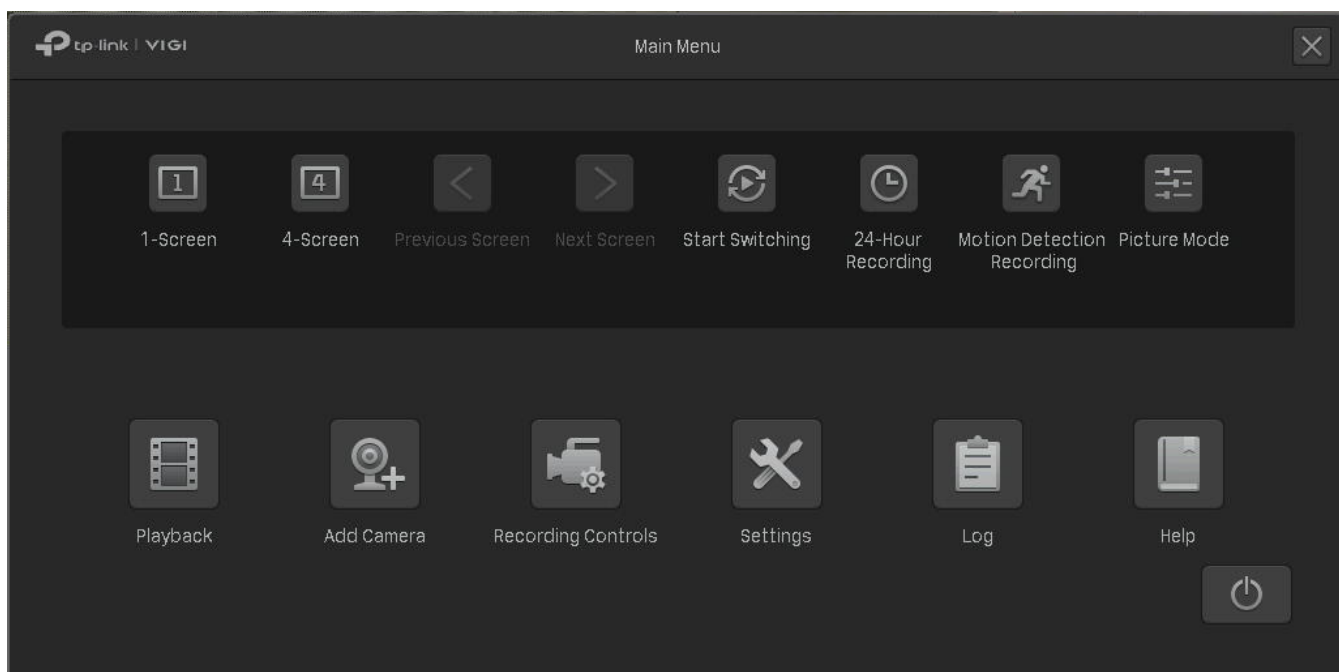 tp-link | VIGI
Main Menu
1
4
1-Screen
4-Screen
Previous Screen
Next Screen
Start Switching
24-Hour
Recording
Motion Detection
Recording
Picture Mode
Playback
Add Camera
Recording Controls
Settings
Log
Help